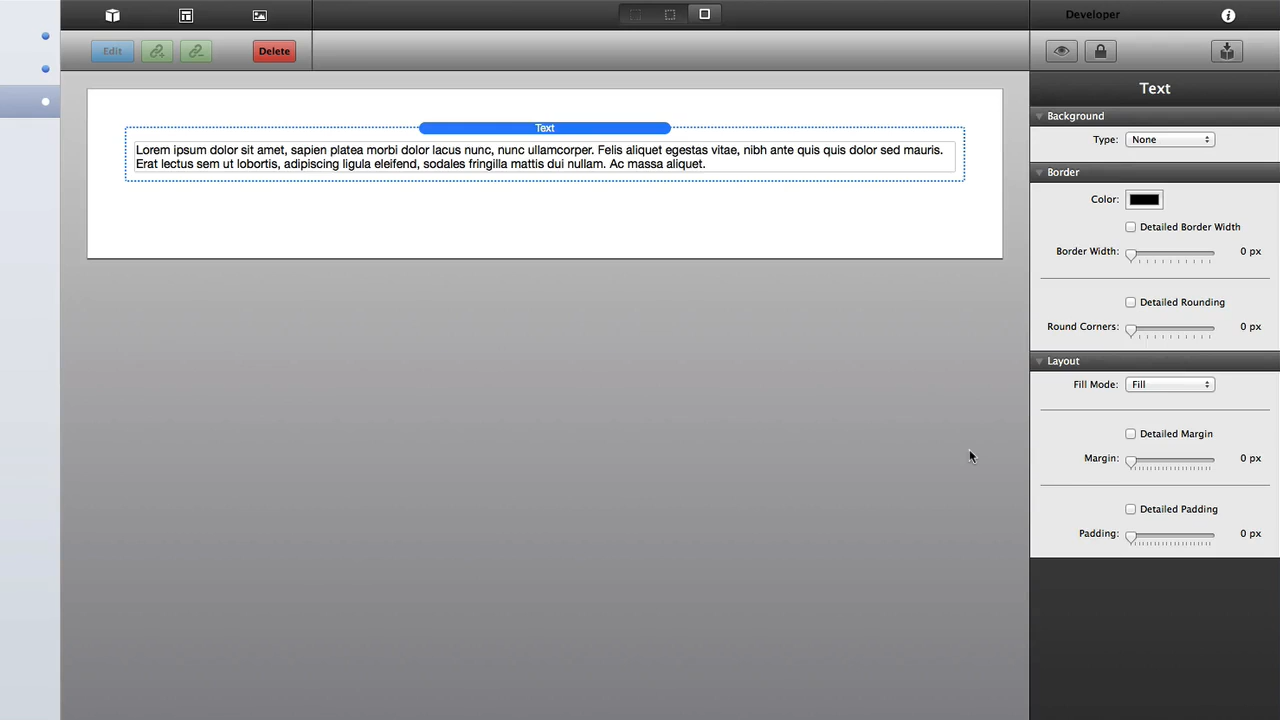 Developer
Edit
Delete
Text
Text
Lorem ipsum dolor sit amet, sapien platea morbi dolor lacus nunc, nunc ullamcorper. Felis aliquet egestas vitae, nibh ante quis quis dolor sed mauris.
Erat lectus sem ut lobortis, adipiscing ligula eleifend, sodales fringilla mattis dui nullam. Ac massa aliquet.
Background
Type: None
Border
Color:
Detailed Border Width
Border Width: 0 px
Detailed Rounding
Round Corners: 0 px
Layout
Fill Mode: Fill
Detailed Margin
Margin: 0 px
Detailed Padding
Padding: 0 px